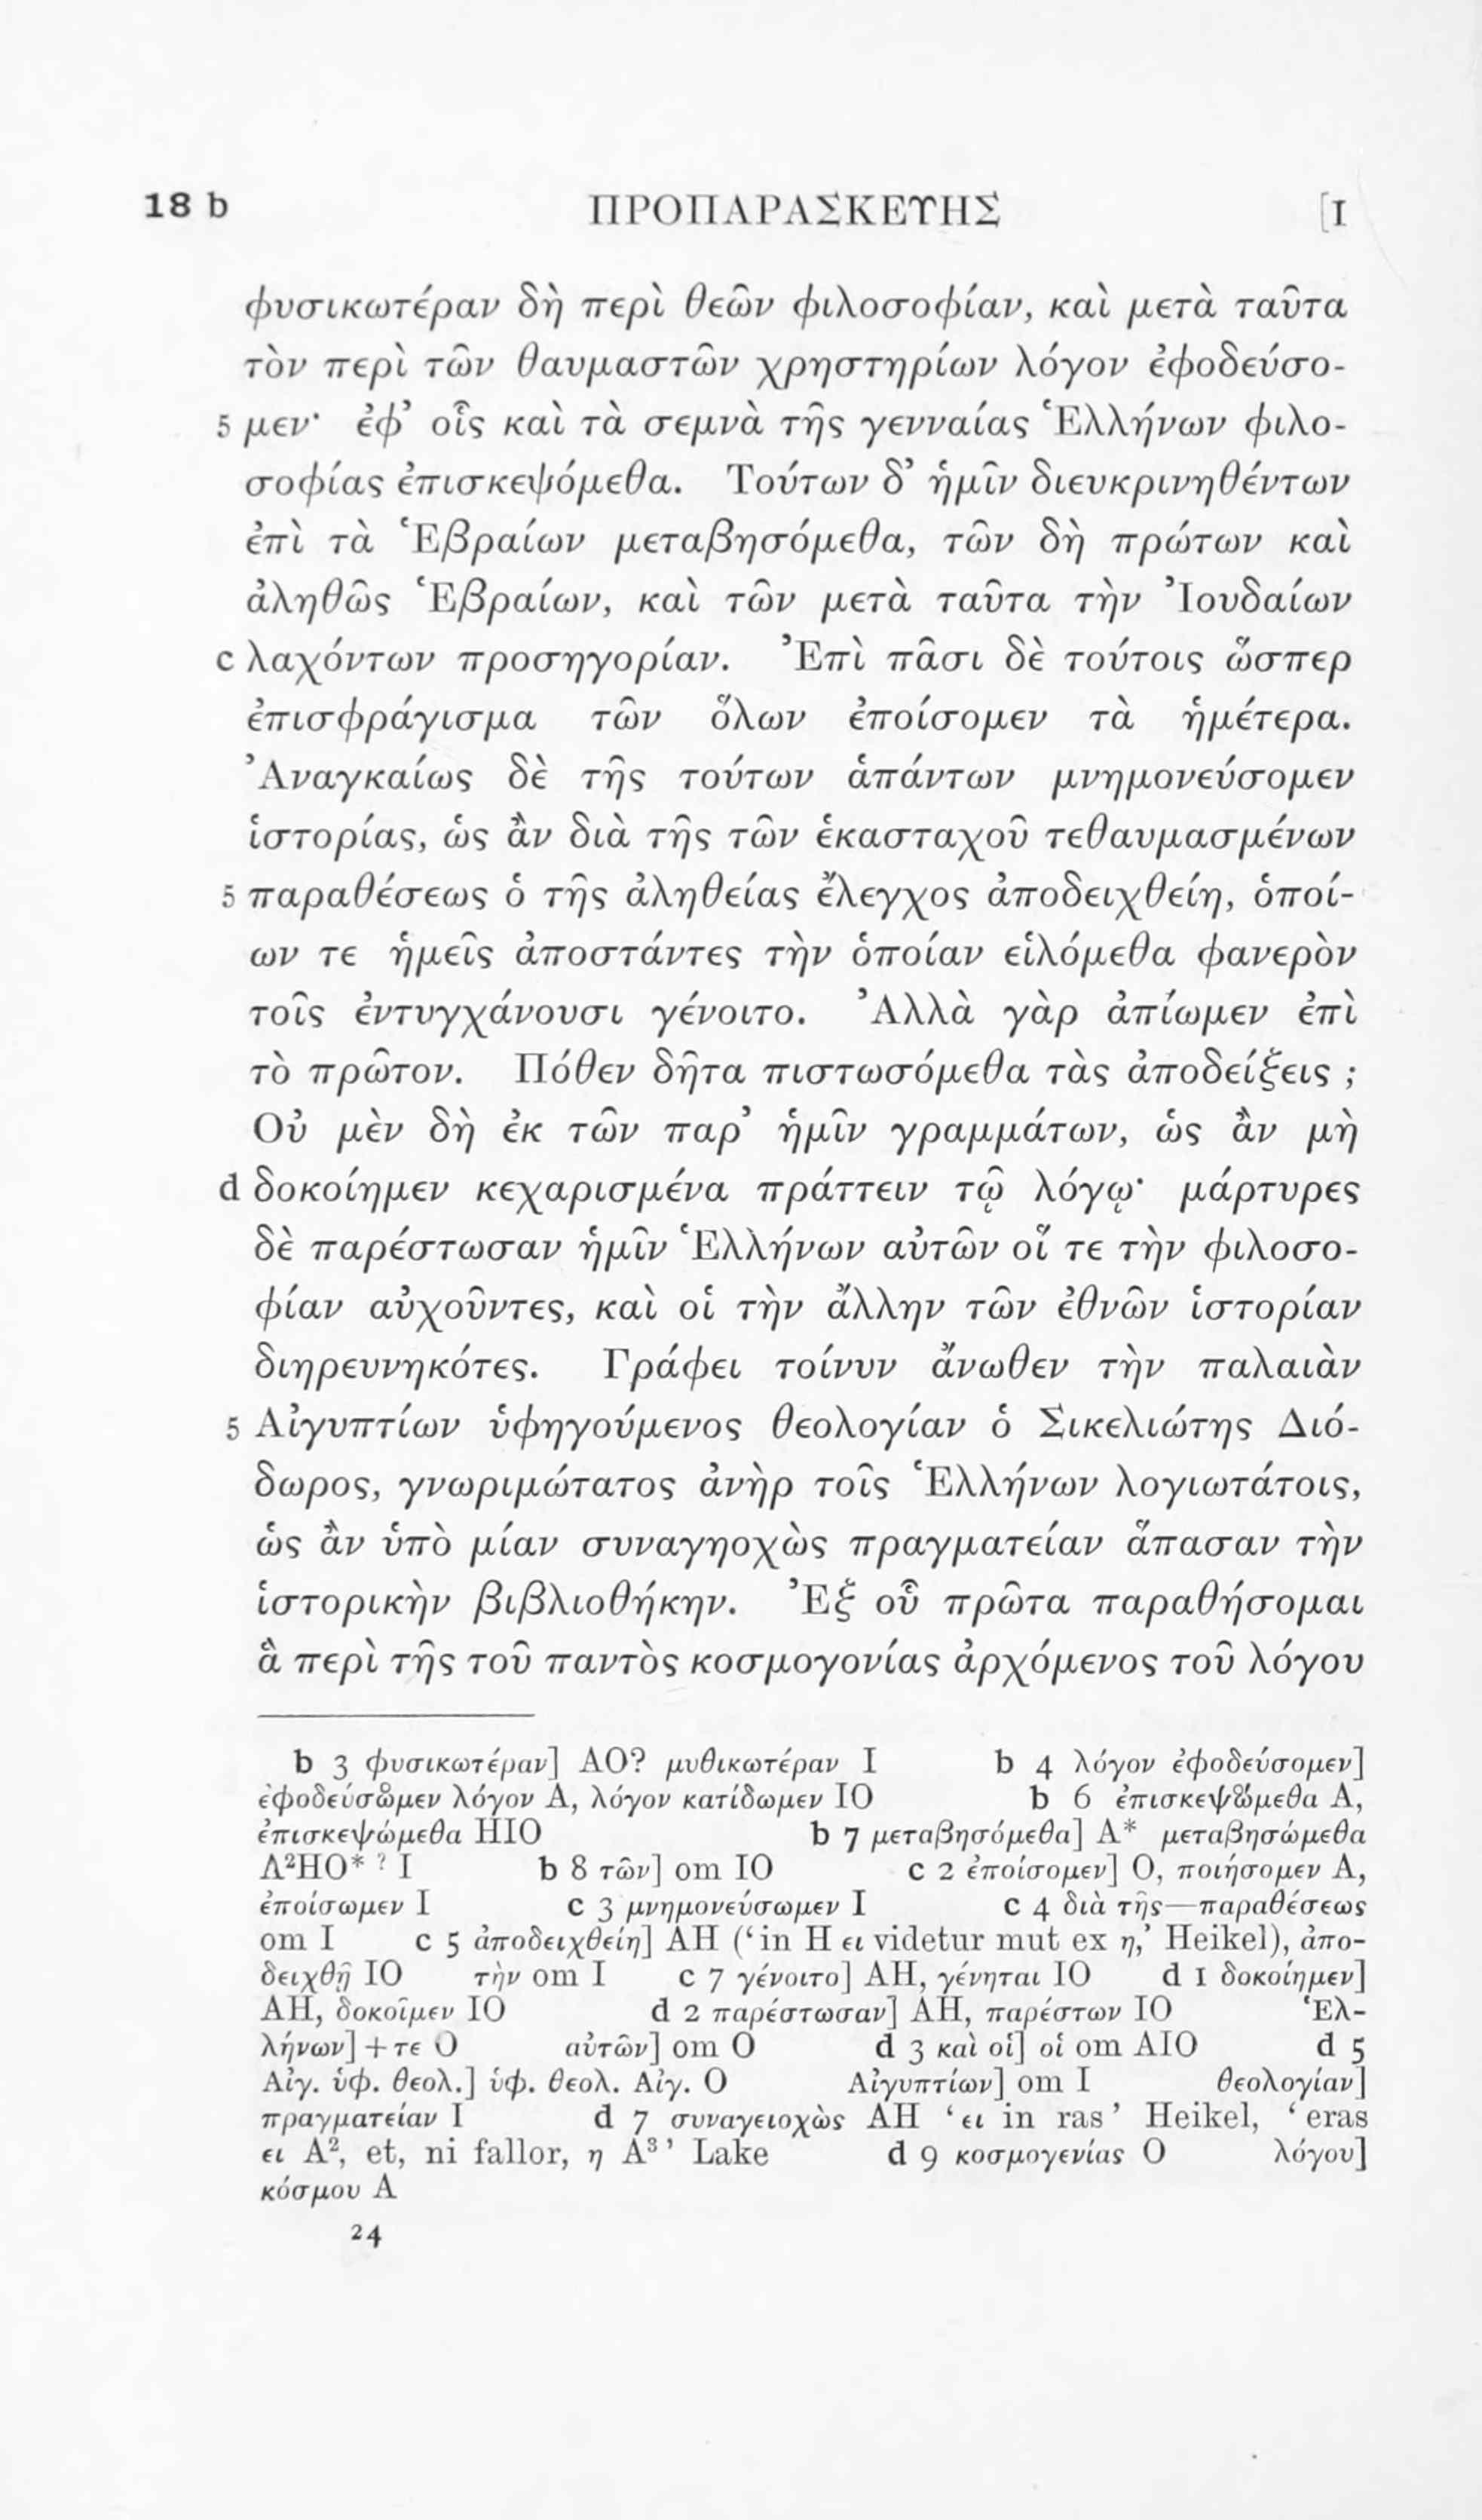 18 b ΠΡΟΠΑΡΑΣΚΕΥΗΣ [I
φυσικωτέραν δὴ περὶ θεῶν φιλοσοφίαν, καὶ μετὰ ταῦτα
τὸν περὶ τῶν θαυμαστῶν χρηστηρίων λόγον ἐφοδεύσο-
5 μεν· ἐφ’ οἷς καὶ τὰ σεμνὰ τῆς γενναίας Ἑλλήνων φιλο-
σοφίας ἐπισκεψόμεθα. Τούτων δ’ ἡμῖν διευκρινηθέντων
ἐπὶ τὰ Ἑβραίων μεταβησόμεθα, τῶν δὴ πρώτων καὶ
ἀληθῶς Ἑβραίων, καὶ τῶν μετὰ ταῦτα τὴν Ἰουδαίων
c λαχόντων προσηγορίαν. Ἐπὶ πᾶσι δὲ τούτοις ὥσπερ
ἐπισφράγισμα τῶν ὅλων ἐποίσομεν τὰ ἡμέτερα.
Ἀναγκαίως δὲ τῆς τούτων ἁπάντων μνημονεύσομεν
ἱστορίας, ὡς ἂν διὰ τῆς τῶν ἑκασταχοῦ τεθαυμασμένων
5 παραθέσεως ὁ τῆς ἀληθείας ἔλεγχος ἀποδειχθείη, ὁποί-
ων τε ἡμεῖς ἀποστάντες τὴν ὁποίαν εἱλόμεθα φανερὸν
τοῖς ἐντυγχάνουσι γένοιτο. Ἀλλὰ γὰρ ἀπίωμεν ἐπὶ
τὸ πρῶτον. Πόθεν δῆτα πιστωσόμεθα τὰς ἀποδείξεις ;
Οὐ μὲν δὴ ἐκ τῶν παρ’ ἡμῖν γραμμάτων, ὡς ἂν μὴ
d δοκοίημεν κεχαρισμένα πράττειν τῷ λόγῳ· μάρτυρες
δὲ παρέστωσαν ἡμῖν Ἑλλήνων αὐτῶν οἵ τε τὴν φιλοσο-
φίαν αὐχοῦντες, καὶ οἱ τὴν ἄλλην τῶν ἐθνῶν ἱστορίαν
διηρευνηκότες. Γράφει τοίνυν ἄνωθεν τὴν παλαιὰν
5 Αἰγυπτίων ὑφηγούμενος θεολογίαν ὁ Σικελιώτης Διό-
δωρος, γνωριμώτατος ἀνὴρ τοῖς Ἑλλήνων λογιωτάτοις,
ὡς ἂν ὑπὸ μίαν συναγηοχὼς πραγματείαν ἅπασαν τὴν
ἱστορικὴν βιβλιοθήκην. Ἐξ οὗ πρῶτα παραθήσομαι
ἃ περὶ τῆς τοῦ παντὸς κοσμογονίας ἀρχόμενος τοῦ λόγου
b 3 φυσικωτέραν] AO? μυθικωτέραν I b 4 λόγον ἐφοδεύσομεν]
ἐφοδεύσωμεν λόγον A, λόγον κατίδωμεν IO b 6 ἐπισκεψώμεθα A,
ἐπισκεψώμεθα HIO b 7 μεταβησόμεθα] A* μεταβησώμεθα
A²HO* ? I b 8 τῶν] om IO c 2 ἐποίσομεν] O, ποιήσομεν A,
ἐποίσωμεν I c 3 μνημονεύσωμεν I c 4 διὰ τῆς—παραθέσεως
om I c 5 ἀποδειχθείη] AH (‘in H ει videtur mut ex η,’ Heikel), ἀπο-
δειχθῇ IO τὴν om I c 7 γένοιτο] AH, γένηται IO d 1 δοκοίημεν]
AH, δοκοῖμεν IO d 2 παρέστωσαν] AH, παρέστων IO Ἑλ-
λήνων] + τε O αὐτῶν] om O d 3 καὶ οἱ] οἱ om AIO d 5
Αἰγ. ὑφ. θεολ.] ὑφ. θεολ. Αἰγ. O Αἰγυπτίων] om I θεολογίαν]
πραγματείαν I d 7 συναγειοχὼς AH ‘ει in ras’ Heikel, ‘eras
ει A², et, ni fallor, η A³’ Lake d 9 κοσμογενίας O λόγου]
κόσμου A
24